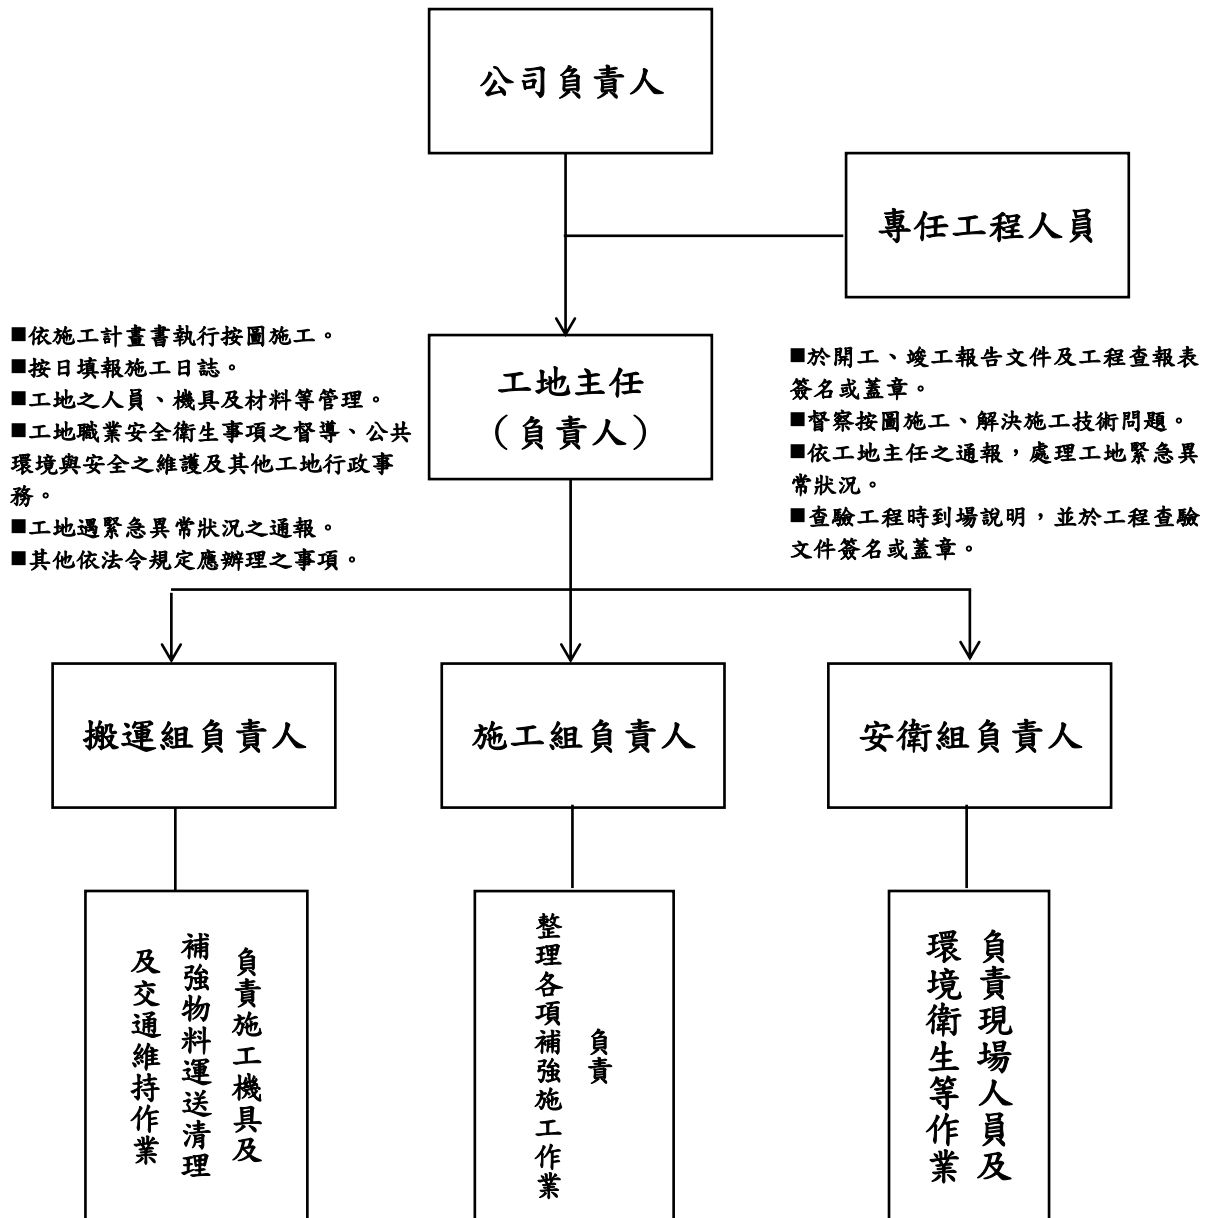 公司負責人
專任工程人員
■依施工計畫書執行按圖施工。
■按日填報施工日誌。
■工地之人員、機具及材料等管理。
■工地職業安全衛生事項之督導、公共
環境與安全之維護及其他工地行政事
務。
■工地遇緊急異常狀況之通報。
■其他依法令規定應辦理之事項。
工地主任
（負責人）
■於開工、竣工報告文件及工程查報表
簽名或蓋章。
■督察按圖施工、解決施工技術問題。
■依工地主任之通報，處理工地緊急異
常狀況。
■查驗工程時到場說明，並於工程查驗
文件簽名或蓋章。
搬運組負責人
施工組負責人
安衛組負責人
負責施工機具及
補強物料運送清理
及交通維持作業
負責
整理各項補強施工作業
負責現場人員及
環境衛生等作業